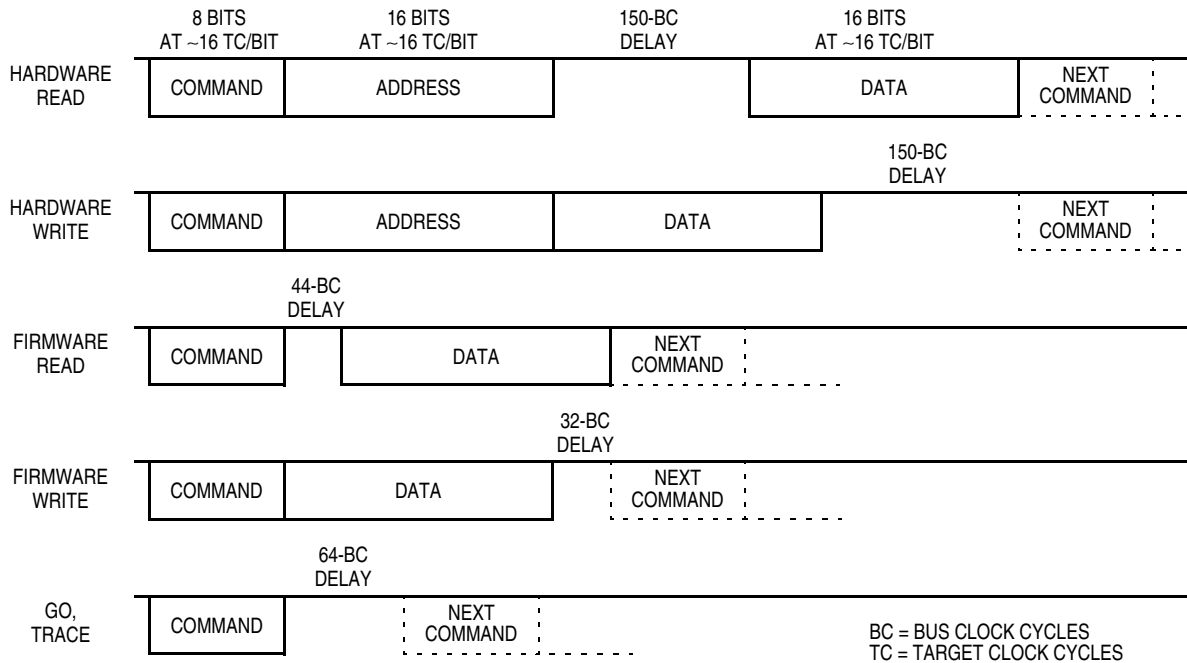 8 BITS
AT ~16 TC/BIT
16 BITS
AT ~16 TC/BIT
150-BC
DELAY
16 BITS
AT ~16 TC/BIT
HARDWARE
READ
COMMAND
ADDRESS
DATA
NEXT
COMMAND
150-BC
DELAY
HARDWARE
WRITE
COMMAND
ADDRESS
DATA
NEXT
COMMAND
44-BC
DELAY
FIRMWARE
READ
COMMAND
DATA
NEXT
COMMAND
32-BC
DELAY
FIRMWARE
WRITE
COMMAND
DATA
NEXT
COMMAND
64-BC
DELAY
GO,
TRACE
COMMAND
NEXT
COMMAND
BC = BUS CLOCK CYCLES
TC = TARGET CLOCK CYCLES